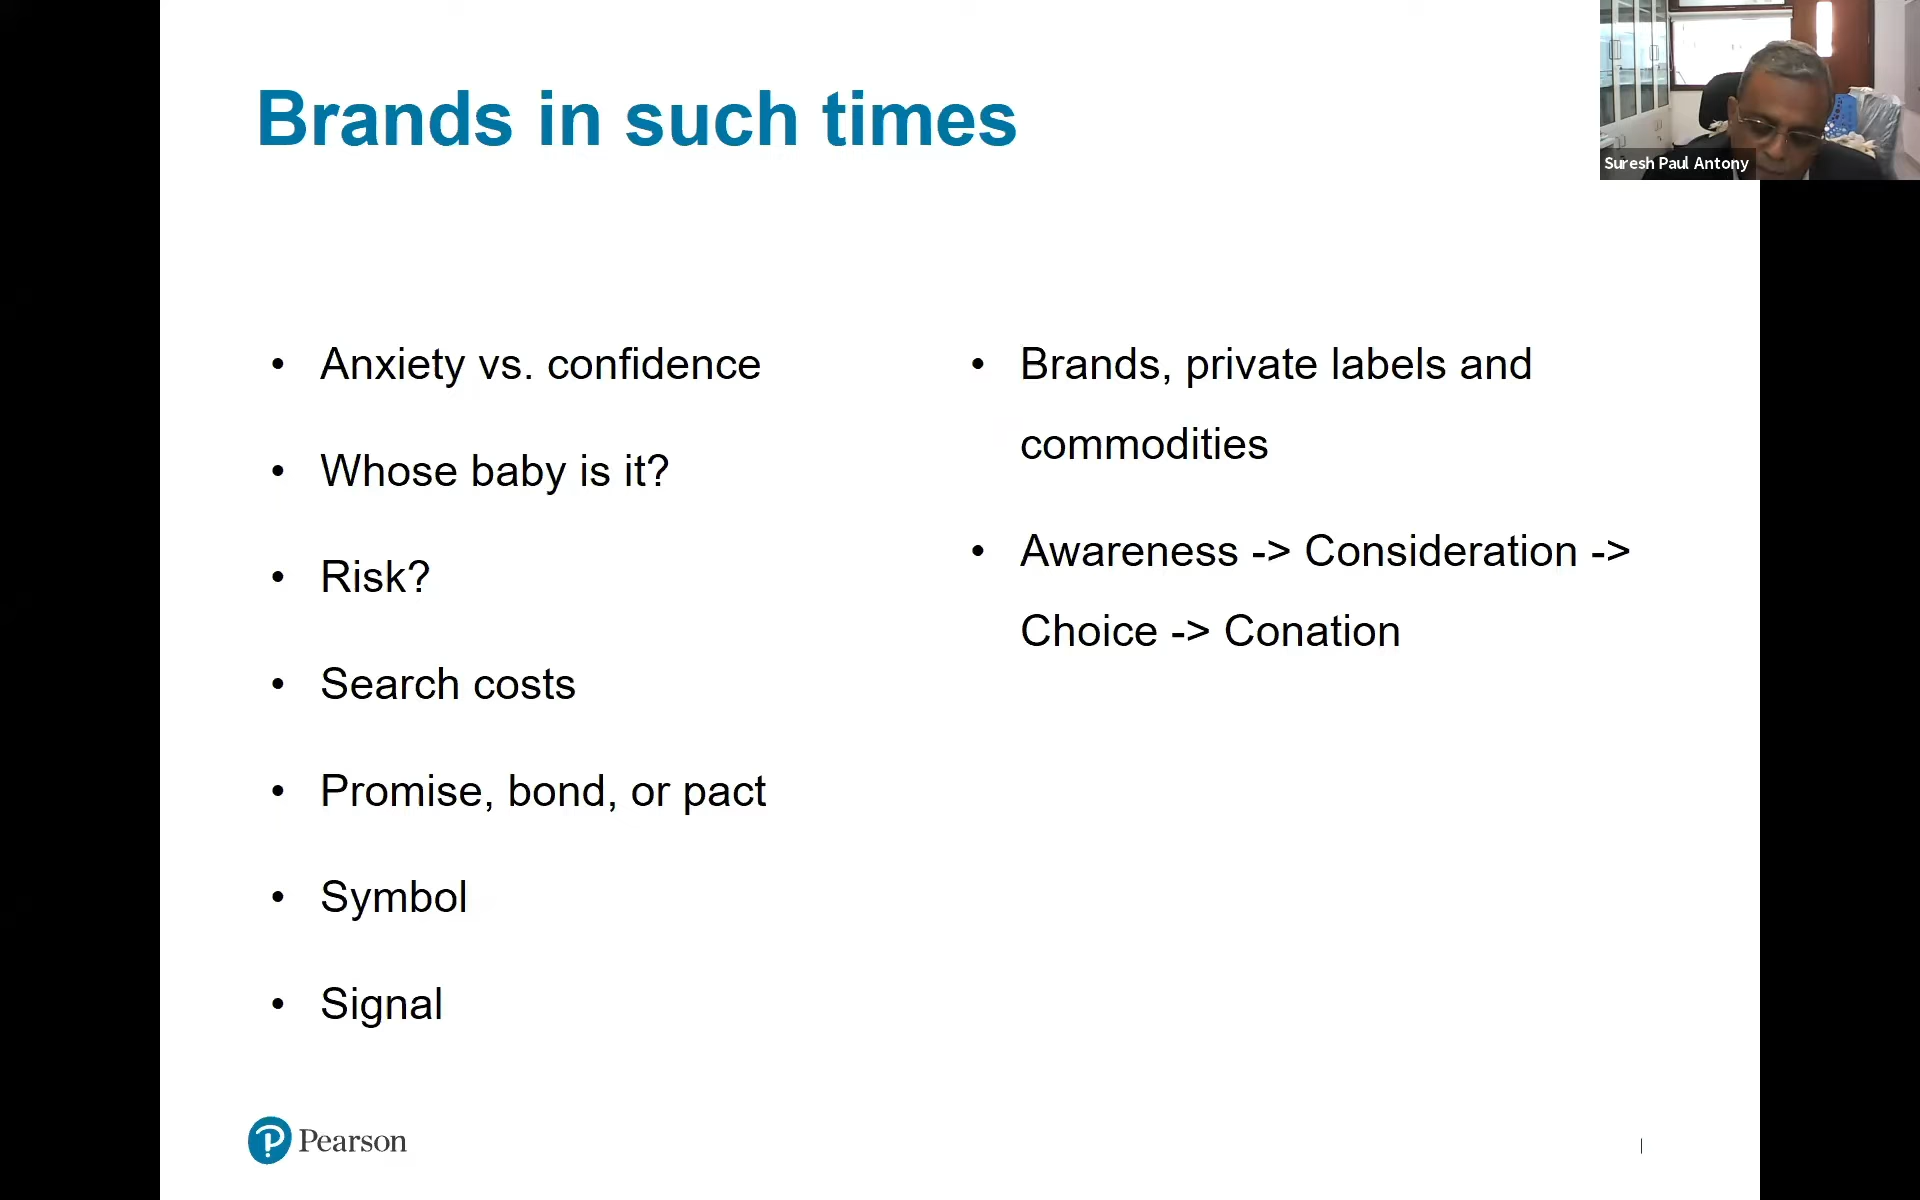 Brands in such times
Suresh Paul Antony
• Anxiety vs. confidence
• Whose baby is it?
• Risk?
• Search costs
• Promise, bond, or pact
• Symbol
• Signal
• Brands, private labels and
commodities
• Awareness -> Consideration ->
Choice -> Conation
Pearson